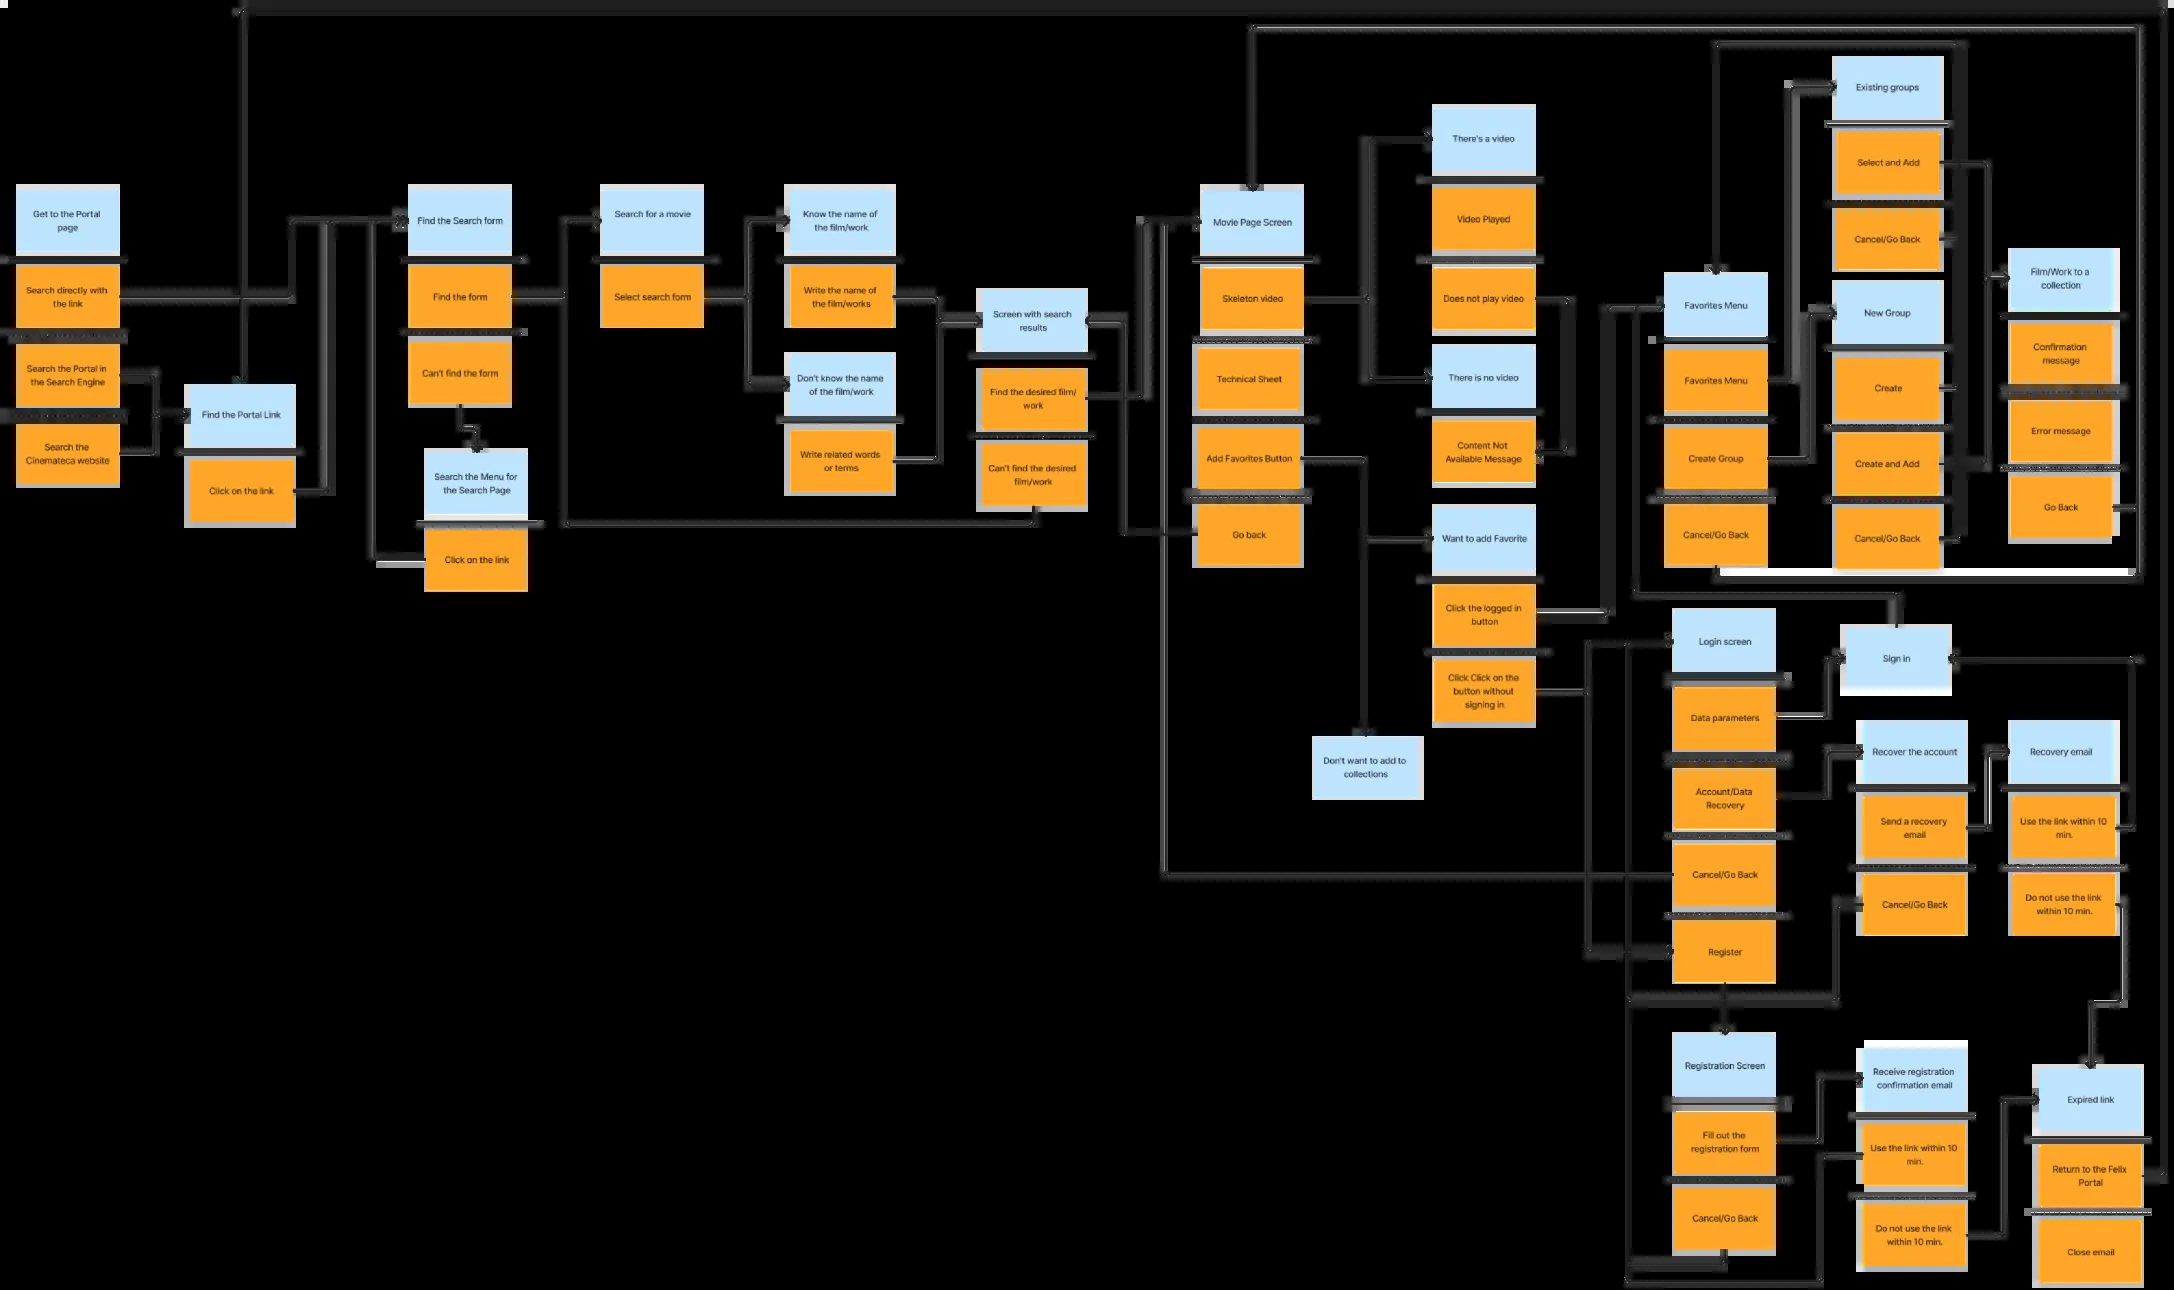 Get to the Portal
page
Search directly with
the link
Search the Portal in
the Search Engine
Search the
Cinemateca website
Find the Portal Link
Click on the link
Find the Search form
Find the form
Can't find the form
Search the Menu for
the Search Page
Click on the link
Search for a movie
Select search form
Know the name of
the film/work
Write the name of
the film/works
Don't know the name
of the film/work
Write related words
or terms
Screen with search
results
Find the desired film/
work
Can't find the desired
film/work
Movie Page Screen
Skeleton video
Technical Sheet
Add Favorites Button
Go back
There's a video
Video Played
Does not play video
There is no video
Content Not
Available Message
Want to add Favorite
Click the logged in
button
Click Click on the
button without
signing in
Don't want to add to
collections
Favorites Menu
Favorites Menu
Create Group
Cancel/Go Back
Existing groups
Select and Add
Cancel/Go Back
New Group
Create
Create and Add
Cancel/Go Back
Film/Work to a
collection
Confirmation
message
Error message
Go Back
Login screen
Data parameters
Account/Data
Recovery
Cancel/Go Back
Register
Sign in
Recover the account
Send a recovery
email
Cancel/Go Back
Recovery email
Use the link within 10
min.
Do not use the link
within 10 min.
Registration Screen
Fill out the
registration form
Cancel/Go Back
Receive registration
confirmation email
Use the link within 10
min.
Do not use the link
within 10 min.
Expired link
Return to the Felix
Portal
Close email